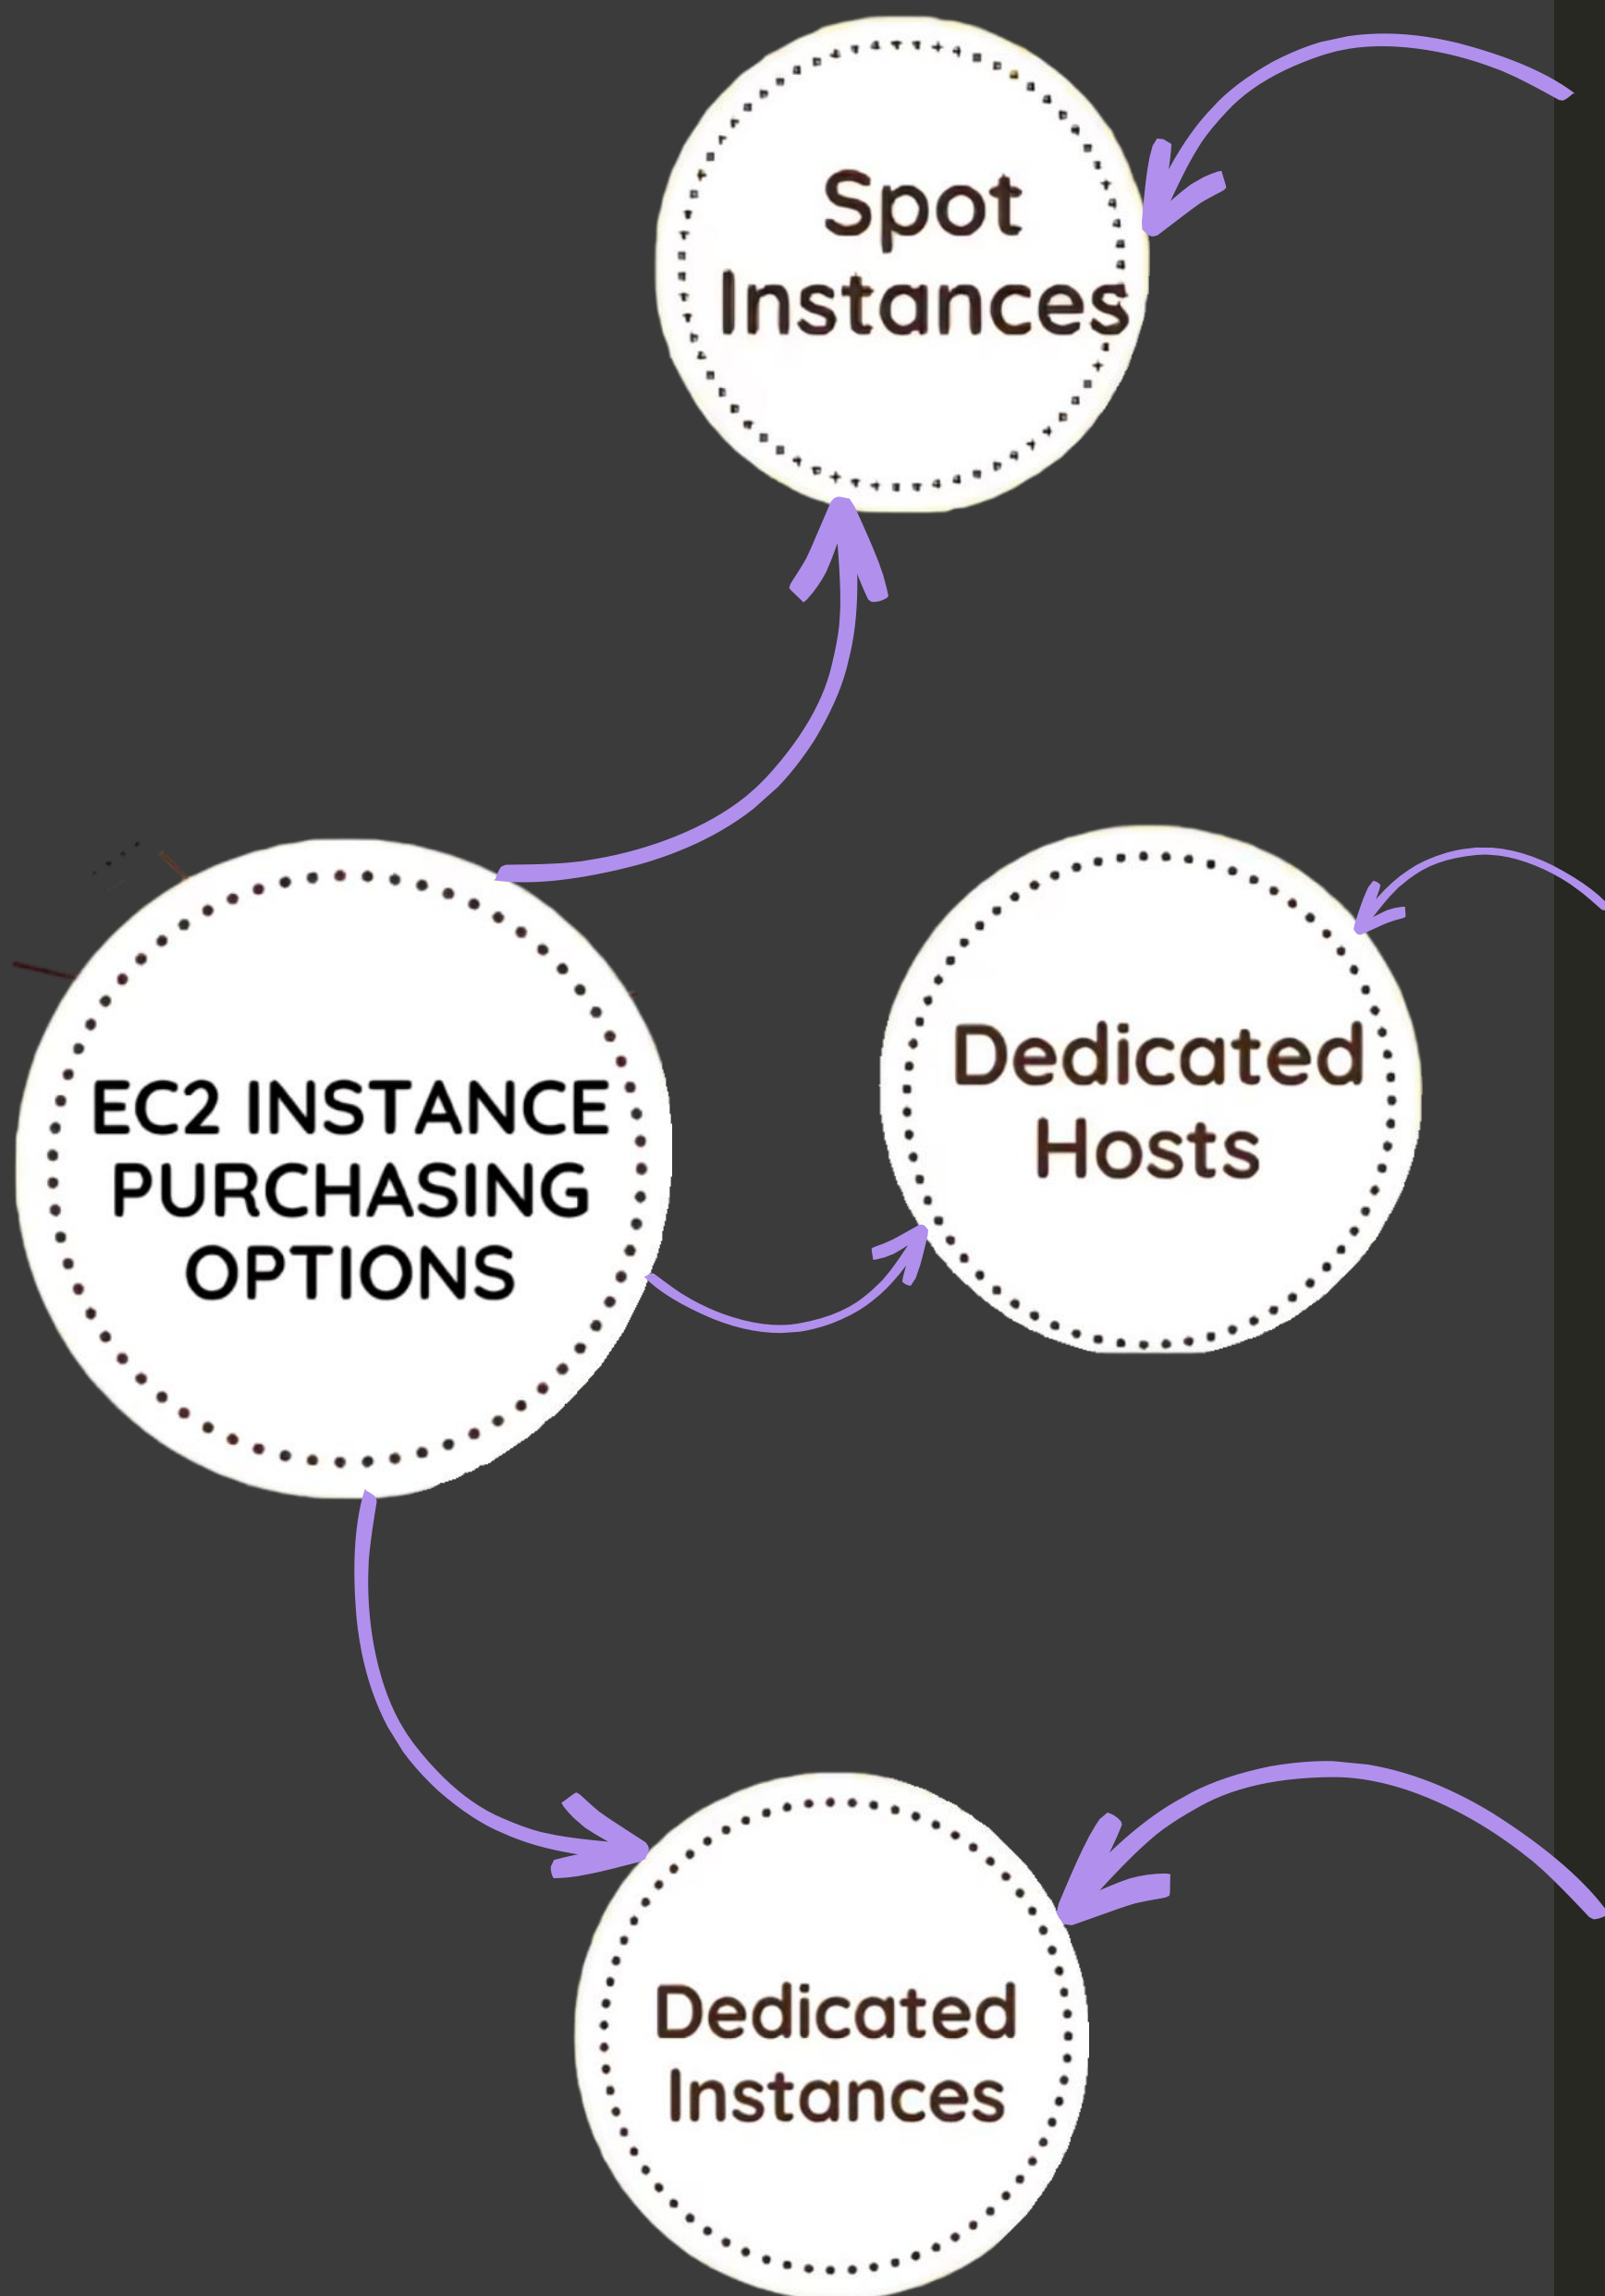 Spot
Instances
EC2 INSTANCE
PURCHASING
OPTIONS
Dedicated
Hosts
Dedicated
Instances